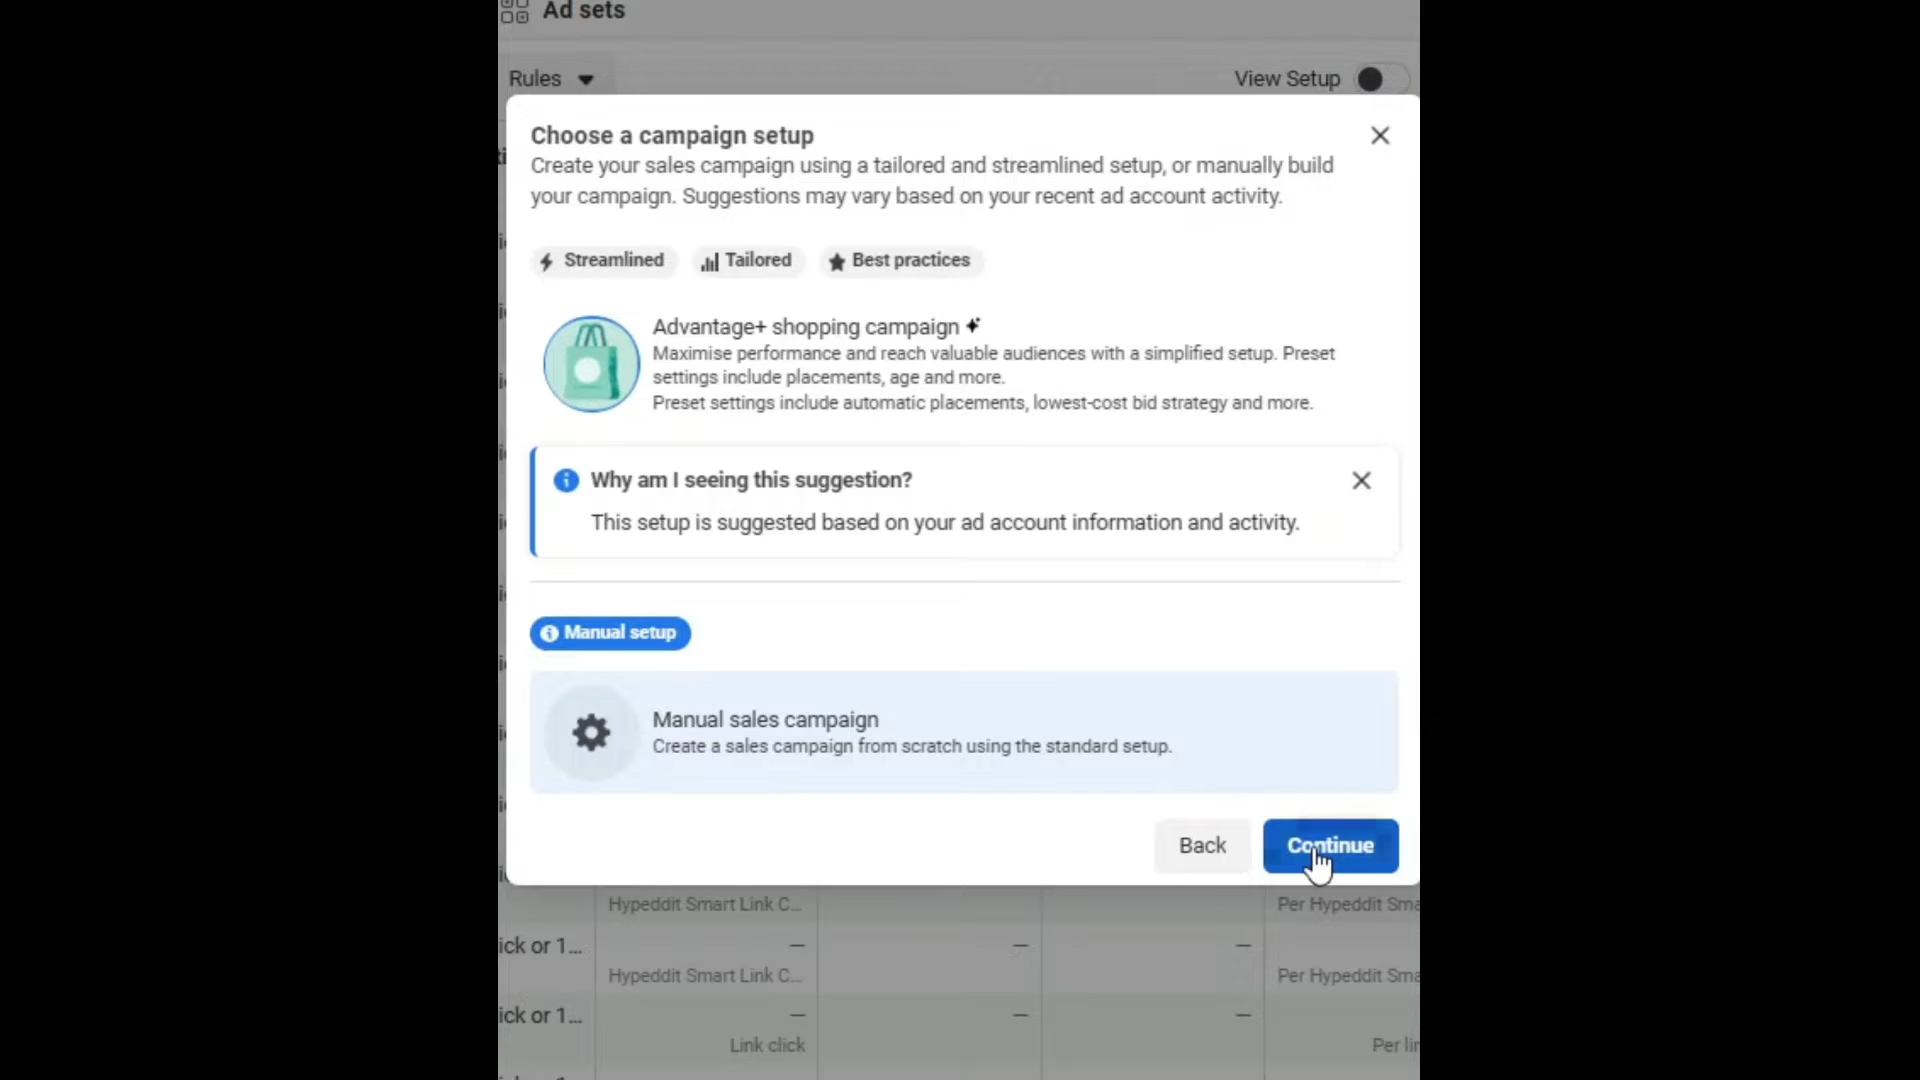 Ad sets
Rules
View Setup
Choose a campaign setup
Create your sales campaign using a tailored and streamlined setup, or manually build
your campaign. Suggestions may vary based on your recent ad account activity.
Streamlined
Tailored
Best practices
Advantage+ shopping campaign
Maximise performance and reach valuable audiences with a simplified setup. Preset
settings include placements, age and more.
Preset settings include automatic placements, lowest-cost bid strategy and more.
Why am I seeing this suggestion?
This setup is suggested based on your ad account information and activity.
Manual setup
Manual sales campaign
Create a sales campaign from scratch using the standard setup.
Back
Continue
Hypeddit Smart Link C...
Per Hypeddit Sma
ick or 1...
—
—
—
Hypeddit Smart Link C...
Per Hypeddit Sma
ick or 1...
—
—
—
Link click
Per lin